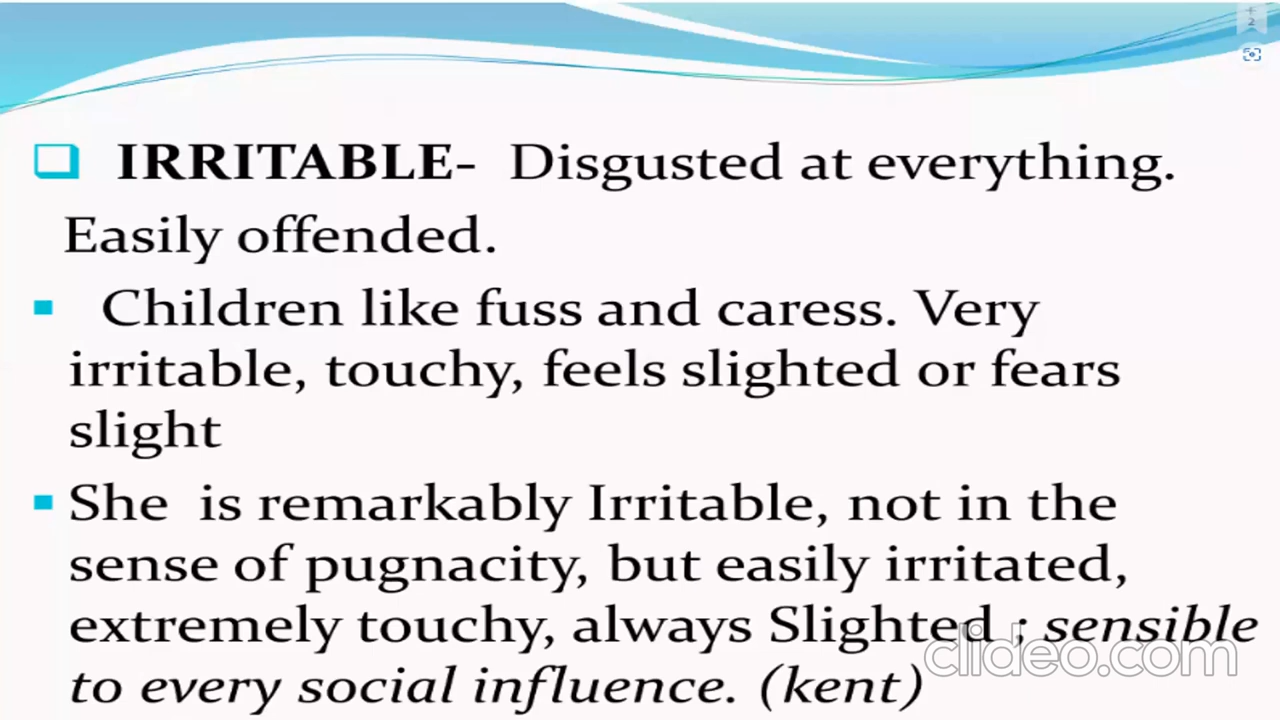 +
2
IRRITABLE- Disgusted at everything.
Easily offended.
Children like fuss and caress. Very
irritable, touchy, feels slighted or fears
slight
She is remarkably Irritable, not in the
sense of pugnacity, but easily irritated,
extremely touchy, always Slighted ; sensible
to every social influence. (kent)
clideo.com